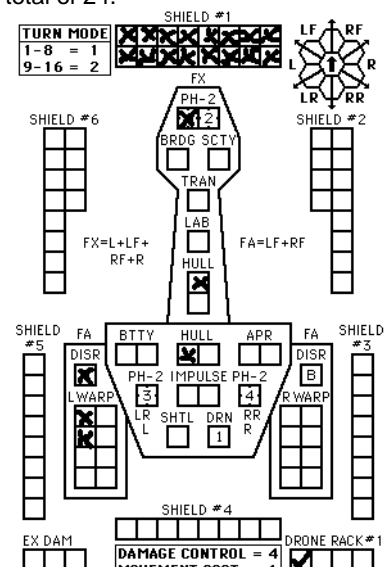 total of 24.
SHIELD #1
TURN MODE
1-8 = 1
9-16 = 2
LF RF
L R
LR RR
FX
PH-2
2
SHIELD #6
BRDG SCTY
SHIELD #2
TRAN
LAB
FX=L+LF+
RF+R
FA=LF+RF
HULL
SHIELD
#5
FA
DISR
BTTY HULL APR
FA
DISR
B
SHIELD
#3
PH-2 IMPULSE PH-2
3 4
L WARP
R WARP
LR
L
SHTL DRN
1
RR
R
SHIELD #4
EX DAM
DAMAGE CONTROL = 4
DRONE RACK #1
MOVEMENT COST = 1